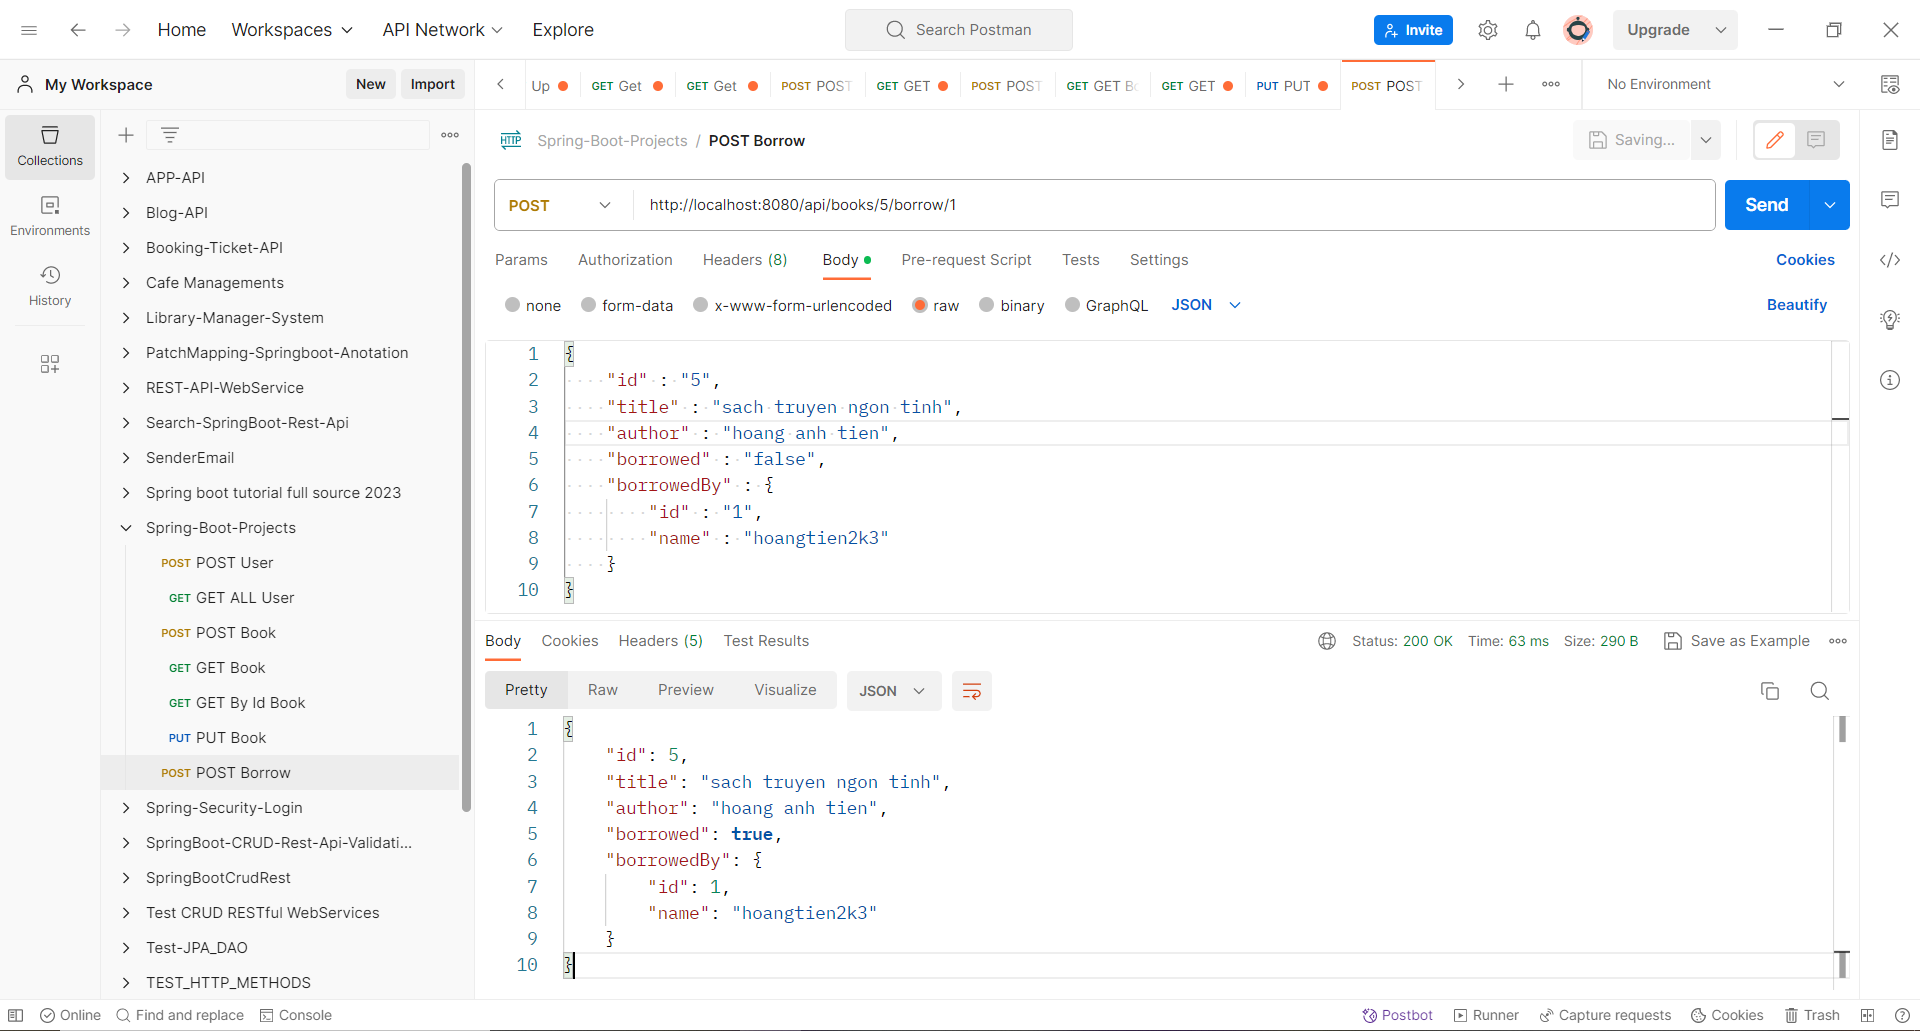 Home Workspaces API Network Explore Search Postman Invite Upgrade
My Workspace New Import Up GET Get GET Get POST POST GET GET POST POST GET GET Bo GET GET PUT PUT POST POST No Environment
Collections
Environments
History
APP-API
Blog-API
Booking-Ticket-API
Cafe Managements
Library-Manager-System
PatchMapping-Springboot-Anotation
REST-API-WebService
Search-SpringBoot-Rest-Api
SenderEmail
Spring boot tutorial full source 2023
Spring-Boot-Projects
POST POST User
GET GET ALL User
POST POST Book
GET GET Book
GET GET By Id Book
PUT PUT Book
POST POST Borrow
Spring-Security-Login
SpringBoot-CRUD-Rest-Api-Validati...
SpringBootCrudRest
Test CRUD RESTful WebServices
Test-JPA_DAO
TEST_HTTP_METHODS
HTTP Spring-Boot-Projects / POST Borrow Saving...
POST http://localhost:8080/api/books/5/borrow/1 Send
Params Authorization Headers (8) Body Pre-request Script Tests Settings Cookies
none form-data x-www-form-urlencoded raw binary GraphQL JSON Beautify
1 {
2 "id" : "5",
3 "title" : "sach truyen ngon tinh",
4 "author" : "hoang anh tien",
5 "borrowed" : "false",
6 "borrowedBy" : {
7 "id" : "1",
8 "name" : "hoangtien2k3"
9 }
10 }
Body Cookies Headers (5) Test Results Status: 200 OK Time: 63 ms Size: 290 B Save as Example
Pretty Raw Preview Visualize JSON
1 {
2 "id": 5,
3 "title": "sach truyen ngon tinh",
4 "author": "hoang anh tien",
5 "borrowed": true,
6 "borrowedBy": {
7 "id": 1,
8 "name": "hoangtien2k3"
9 }
10 }
Online Find and replace Console Postbot Runner Capture requests Cookies Trash